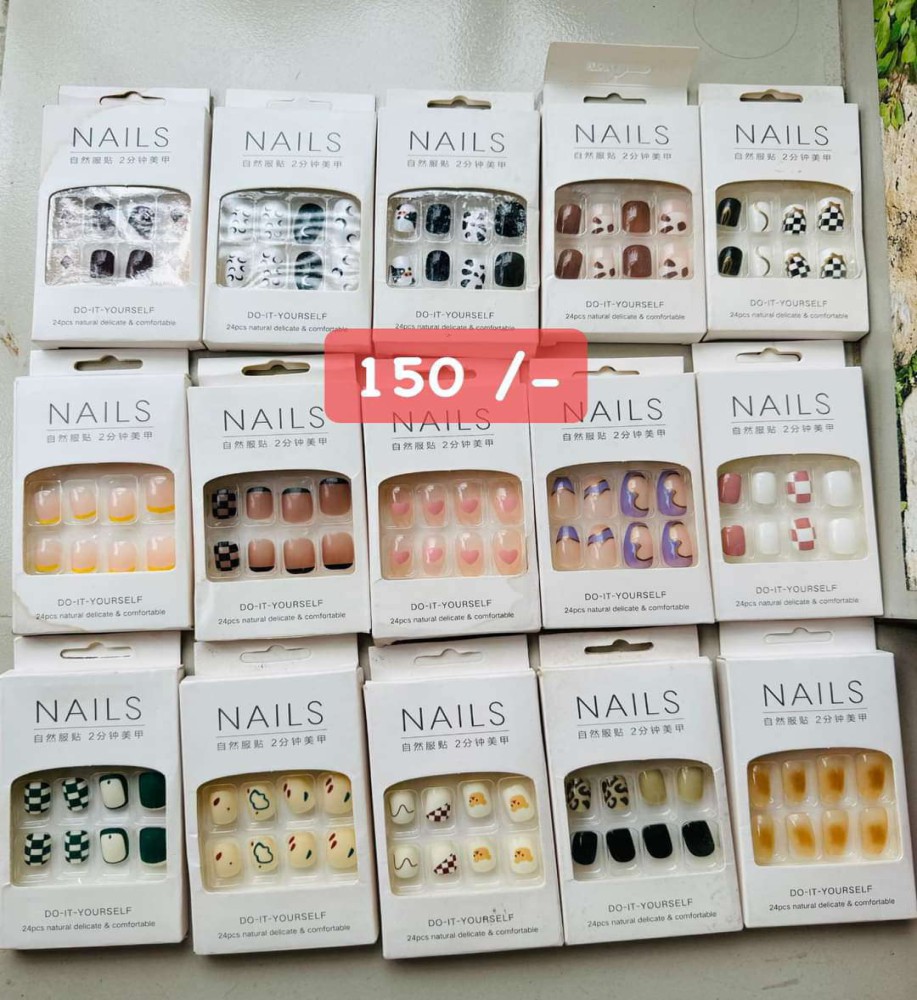 NAILS
自然服贴 2分钟美甲
DO-IT-YOURSELF
24pcs natural delicate & comfortable
NAILS
自然服贴 2分钟美甲
DO-IT-YOURSELF
24pcs natural delicate & comfortable
NAILS
自然服贴 2分钟美甲
DO-IT-YOURSELF
24pcs natural delicate & comfortable
NAILS
自然服贴 2分钟美甲
DO-IT-YOURSELF
24pcs natural delicate & comfortable
NAILS
自然服贴 2分钟美甲
DO-IT-YOURSELF
24pcs natural delicate & comfortable
150 /-
NAILS
自然服贴 2分钟美甲
DO-IT-YOURSELF
24pcs natural delicate & comfortable
NAILS
自然服贴 2分钟美甲
DO-IT-YOURSELF
24pcs natural delicate & comfortable
NAILS
自然服贴 2分钟美甲
DO-IT-YOURSELF
24pcs natural delicate & comfortable
NAILS
自然服贴 2分钟美甲
DO-IT-YOURSELF
24pcs natural delicate & comfortable
NAILS
自然服贴 2分钟美甲
DO-IT-YOURSELF
24pcs natural delicate & comfortable
NAILS
自然服贴 2分钟美甲
DO-IT-YOURSELF
24pcs natural delicate & comfortable
NAILS
自然服贴 2分钟美甲
DO-IT-YOURSELF
24pcs natural delicate & comfortable
NAILS
自然服贴 2分钟美甲
DO-IT-YOURSELF
24pcs natural delicate & comfortable
NAILS
自然服贴 2分钟美甲
DO-IT-YOURSELF
24pcs natural delicate & comfortable
NAILS
自然服贴 2分钟美甲
DO-IT-YOURSELF
24pcs natural delicate & comfortable